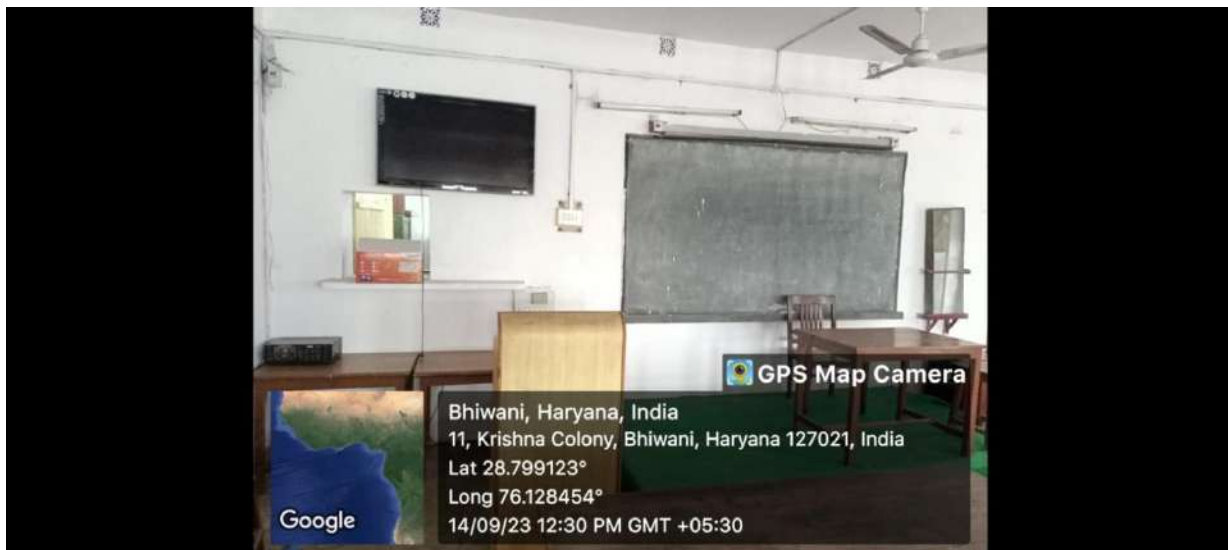 GPS Map Camera
Bhiwani, Haryana, India
11, Krishna Colony, Bhiwani, Haryana 127021, India
Lat 28.799123°
Long 76.128454°
14/09/23 12:30 PM GMT +05:30
Google